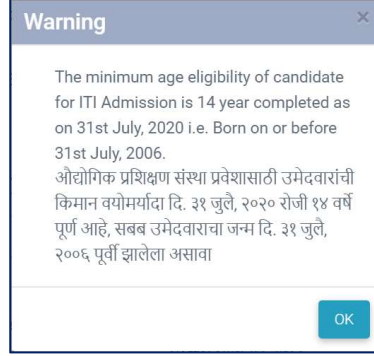 Warning
×
The minimum age eligibility of candidate
for ITI Admission is 14 year completed as
on 31st July, 2020 i.e. Born on or before
31st July, 2006.
औद्योगिक प्रशिक्षण संस्था प्रवेशासाठी उमेदवारांची
किमान वयोमर्यादा दि. ३१ जुलै, २०२० रोजी १४ वर्षे
पूर्ण आहे, सबब उमेदवाराचा जन्म दि. ३१ जुलै,
२००६ पूर्वी झालेला असावा
OK